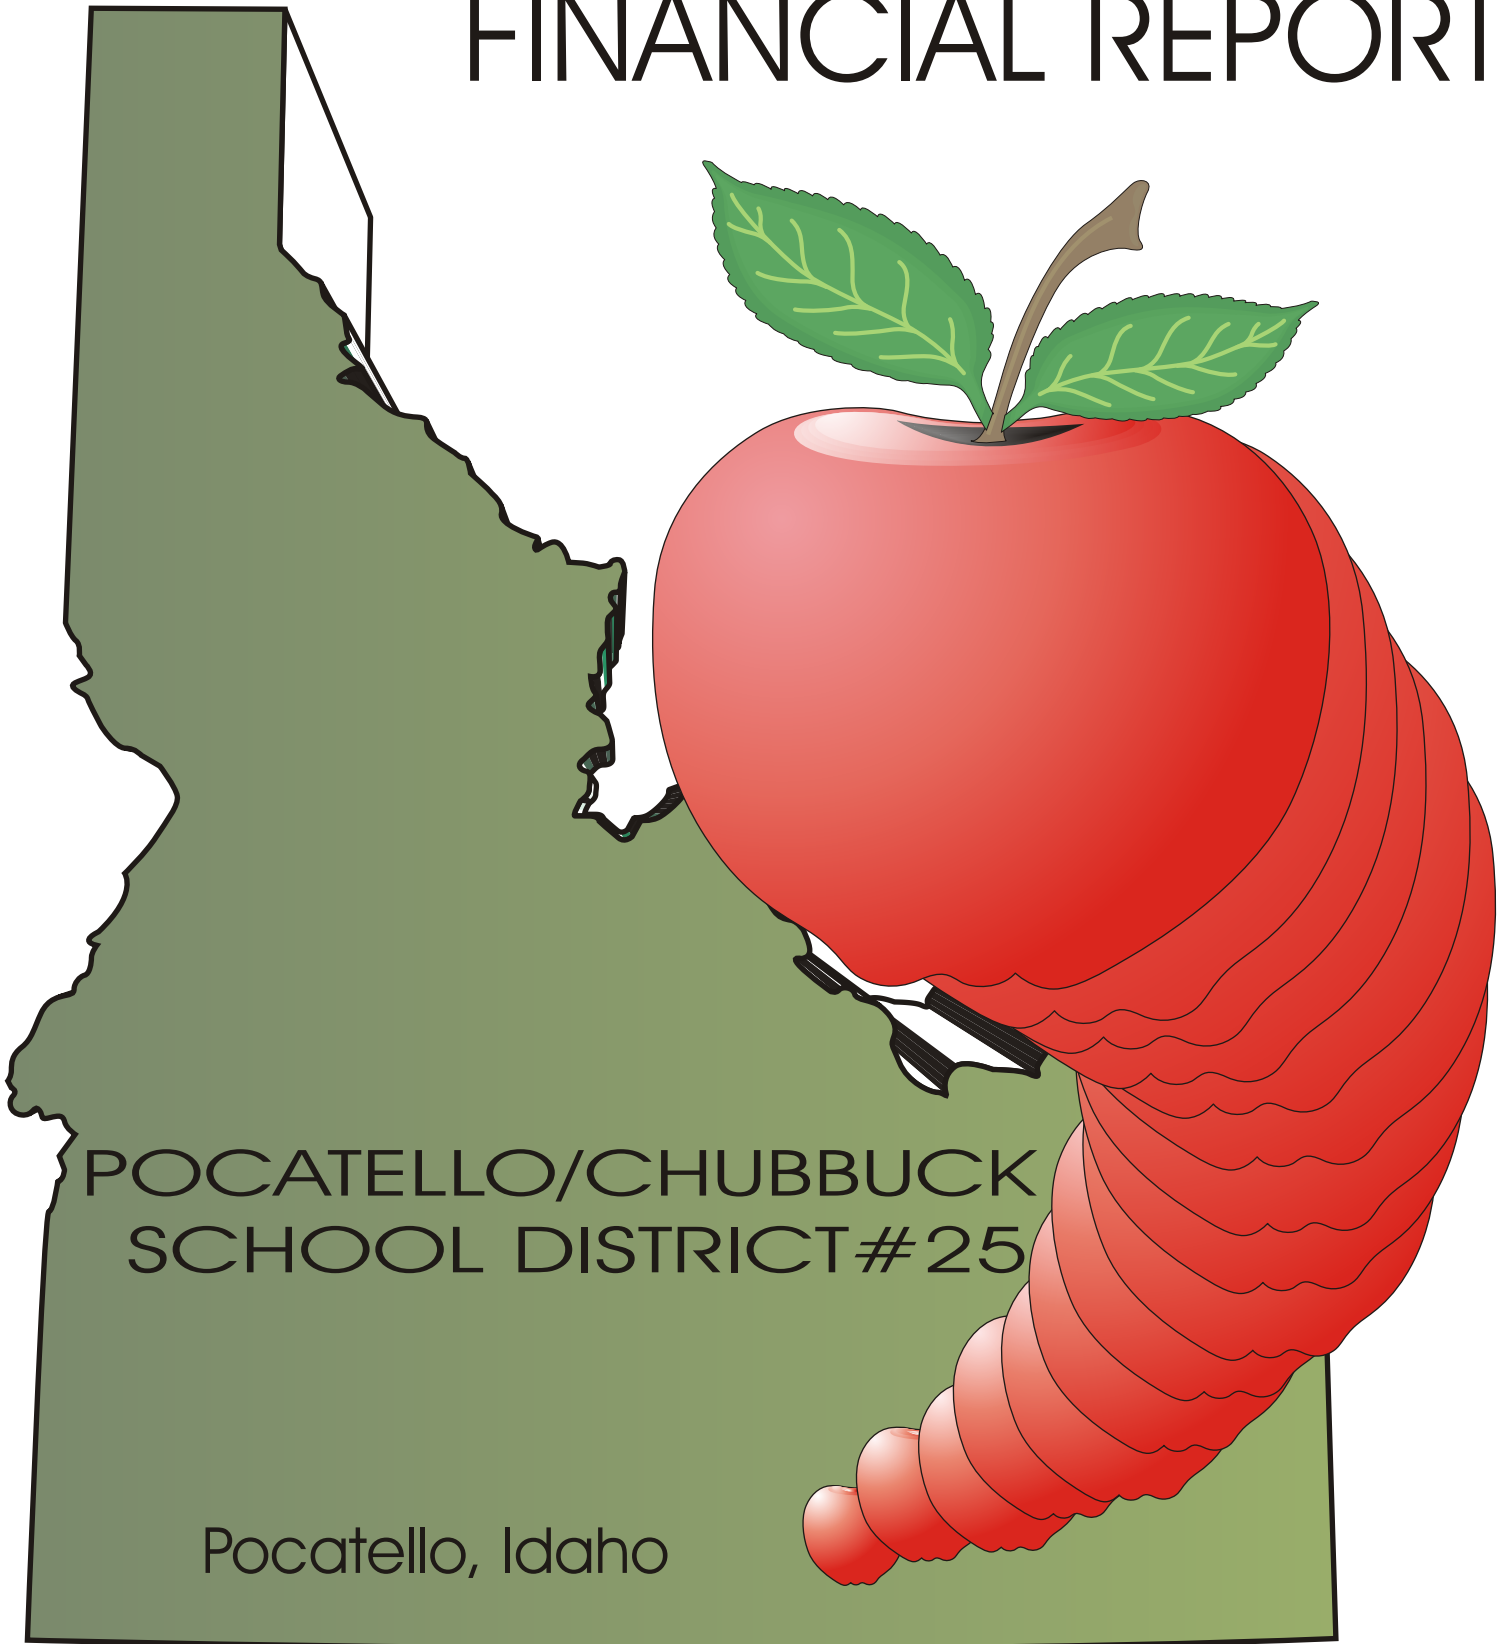 FINANCIAL REPORT
POCATELLO/CHUBBUCK
SCHOOL DISTRICT#25
Pocatello, Idaho